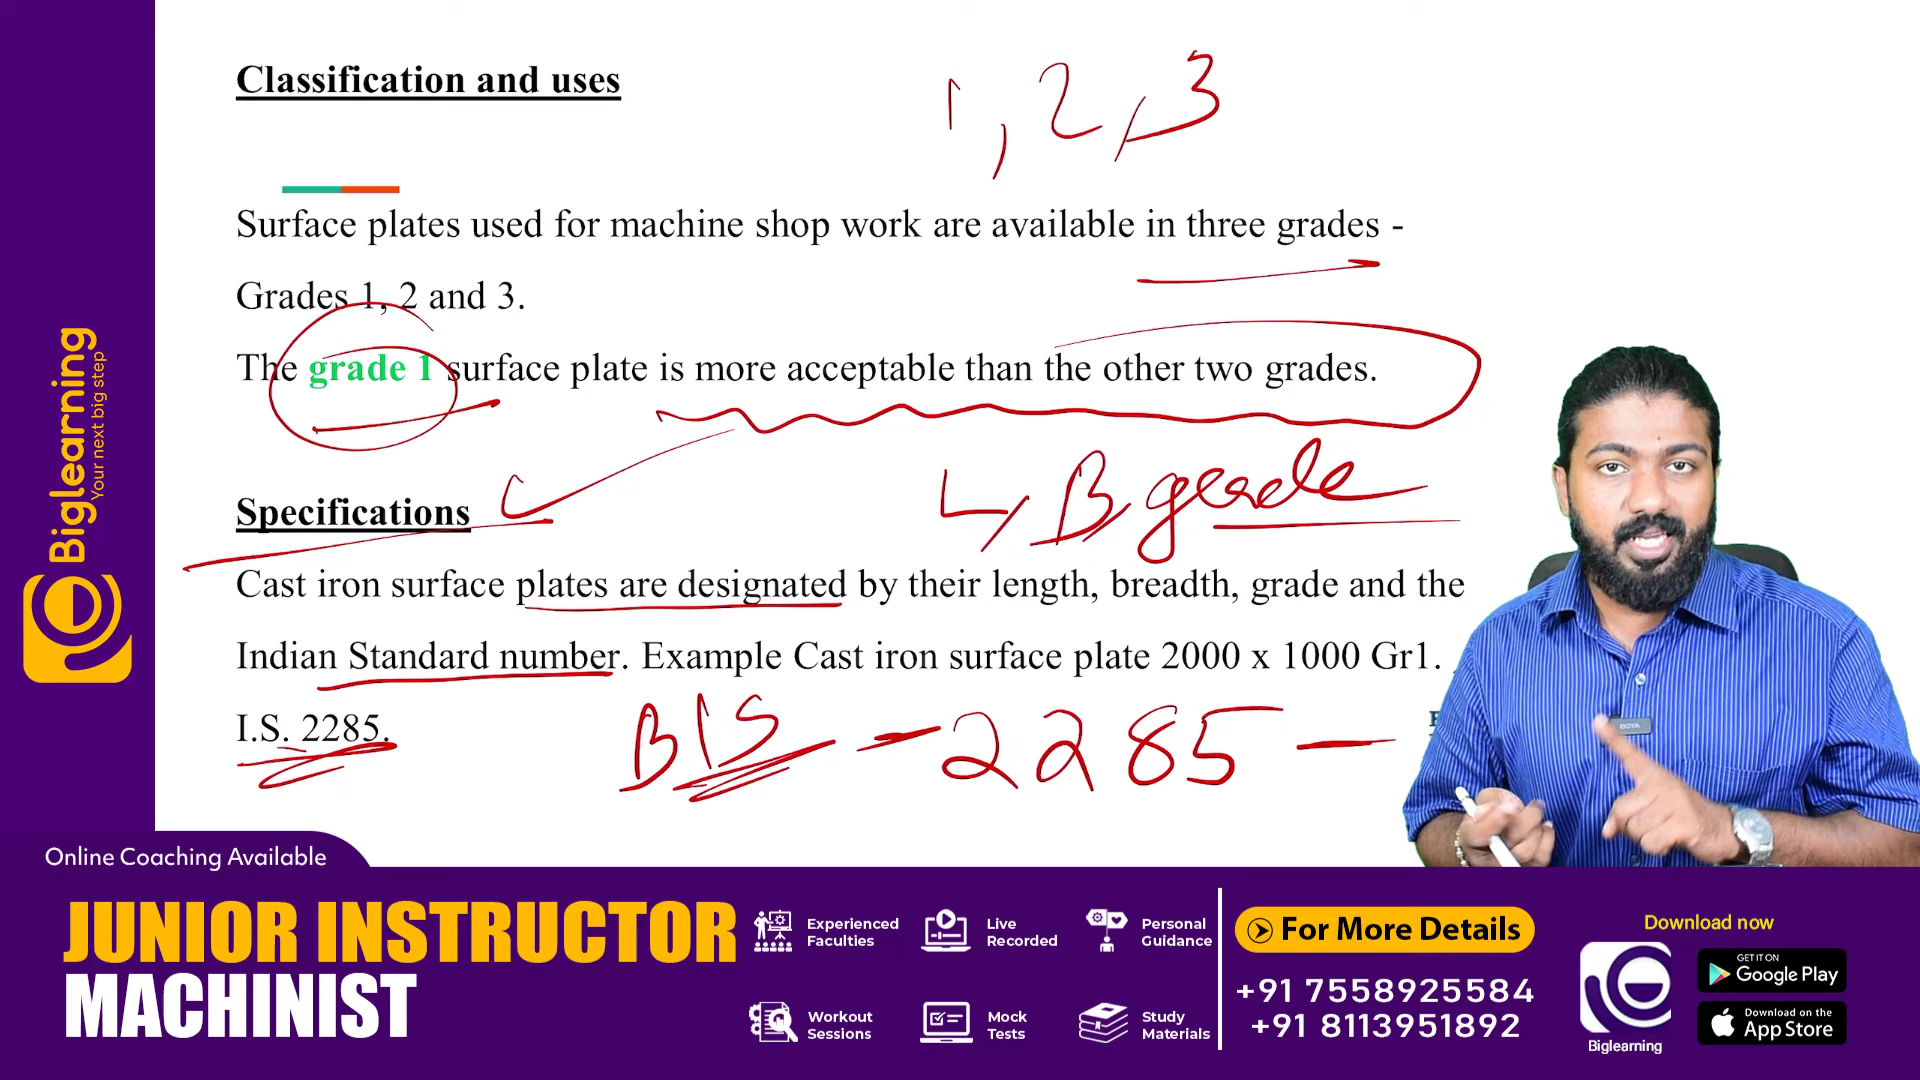 Classification and uses
1, 2, 3
Surface plates used for machine shop work are available in three grades -
Grades 1, 2 and 3.
The grade 1 surface plate is more acceptable than the other two grades.
L, B, grade
Specifications
Cast iron surface plates are designated by their length, breadth, grade and the
Indian Standard number. Example Cast iron surface plate 2000 x 1000 Gr1.
I.S. 2285.
BIS - 2285 -
BOYA
Biglearning
Your next big step
Online Coaching Available
JUNIOR INSTRUCTOR
MACHINIST
Experienced
Faculties
Live
Recorded
Personal
Guidance
Workout
Sessions
Mock
Tests
Study
Materials
For More Details
+91 7558925584
+91 8113951892
Download now
Biglearning
GET IT ON
Google Play
Download on the
App Store